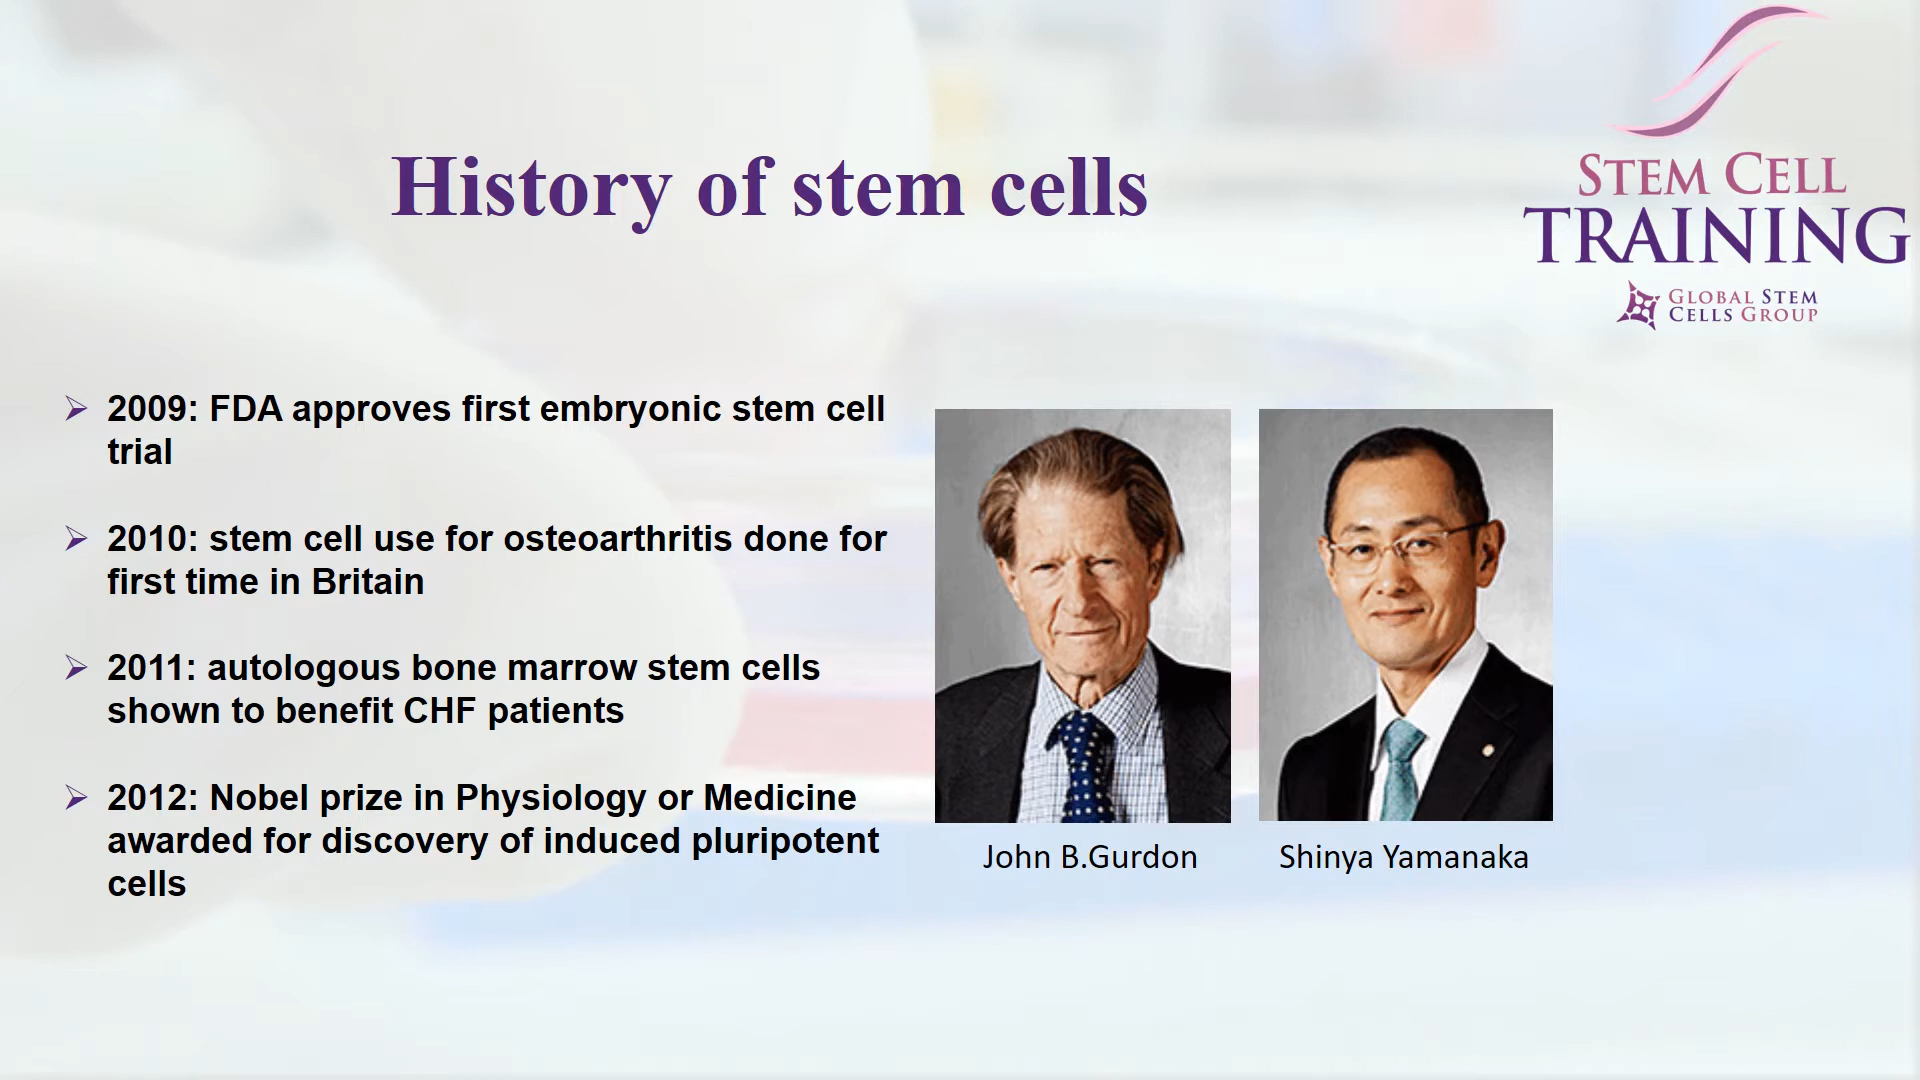 History of stem cells
STEM CELL
TRAINING
GLOBAL STEM
CELLS GROUP
2009: FDA approves first embryonic stem cell
trial
2010: stem cell use for osteoarthritis done for
first time in Britain
2011: autologous bone marrow stem cells
shown to benefit CHF patients
2012: Nobel prize in Physiology or Medicine
awarded for discovery of induced pluripotent
cells
John B.Gurdon
Shinya Yamanaka